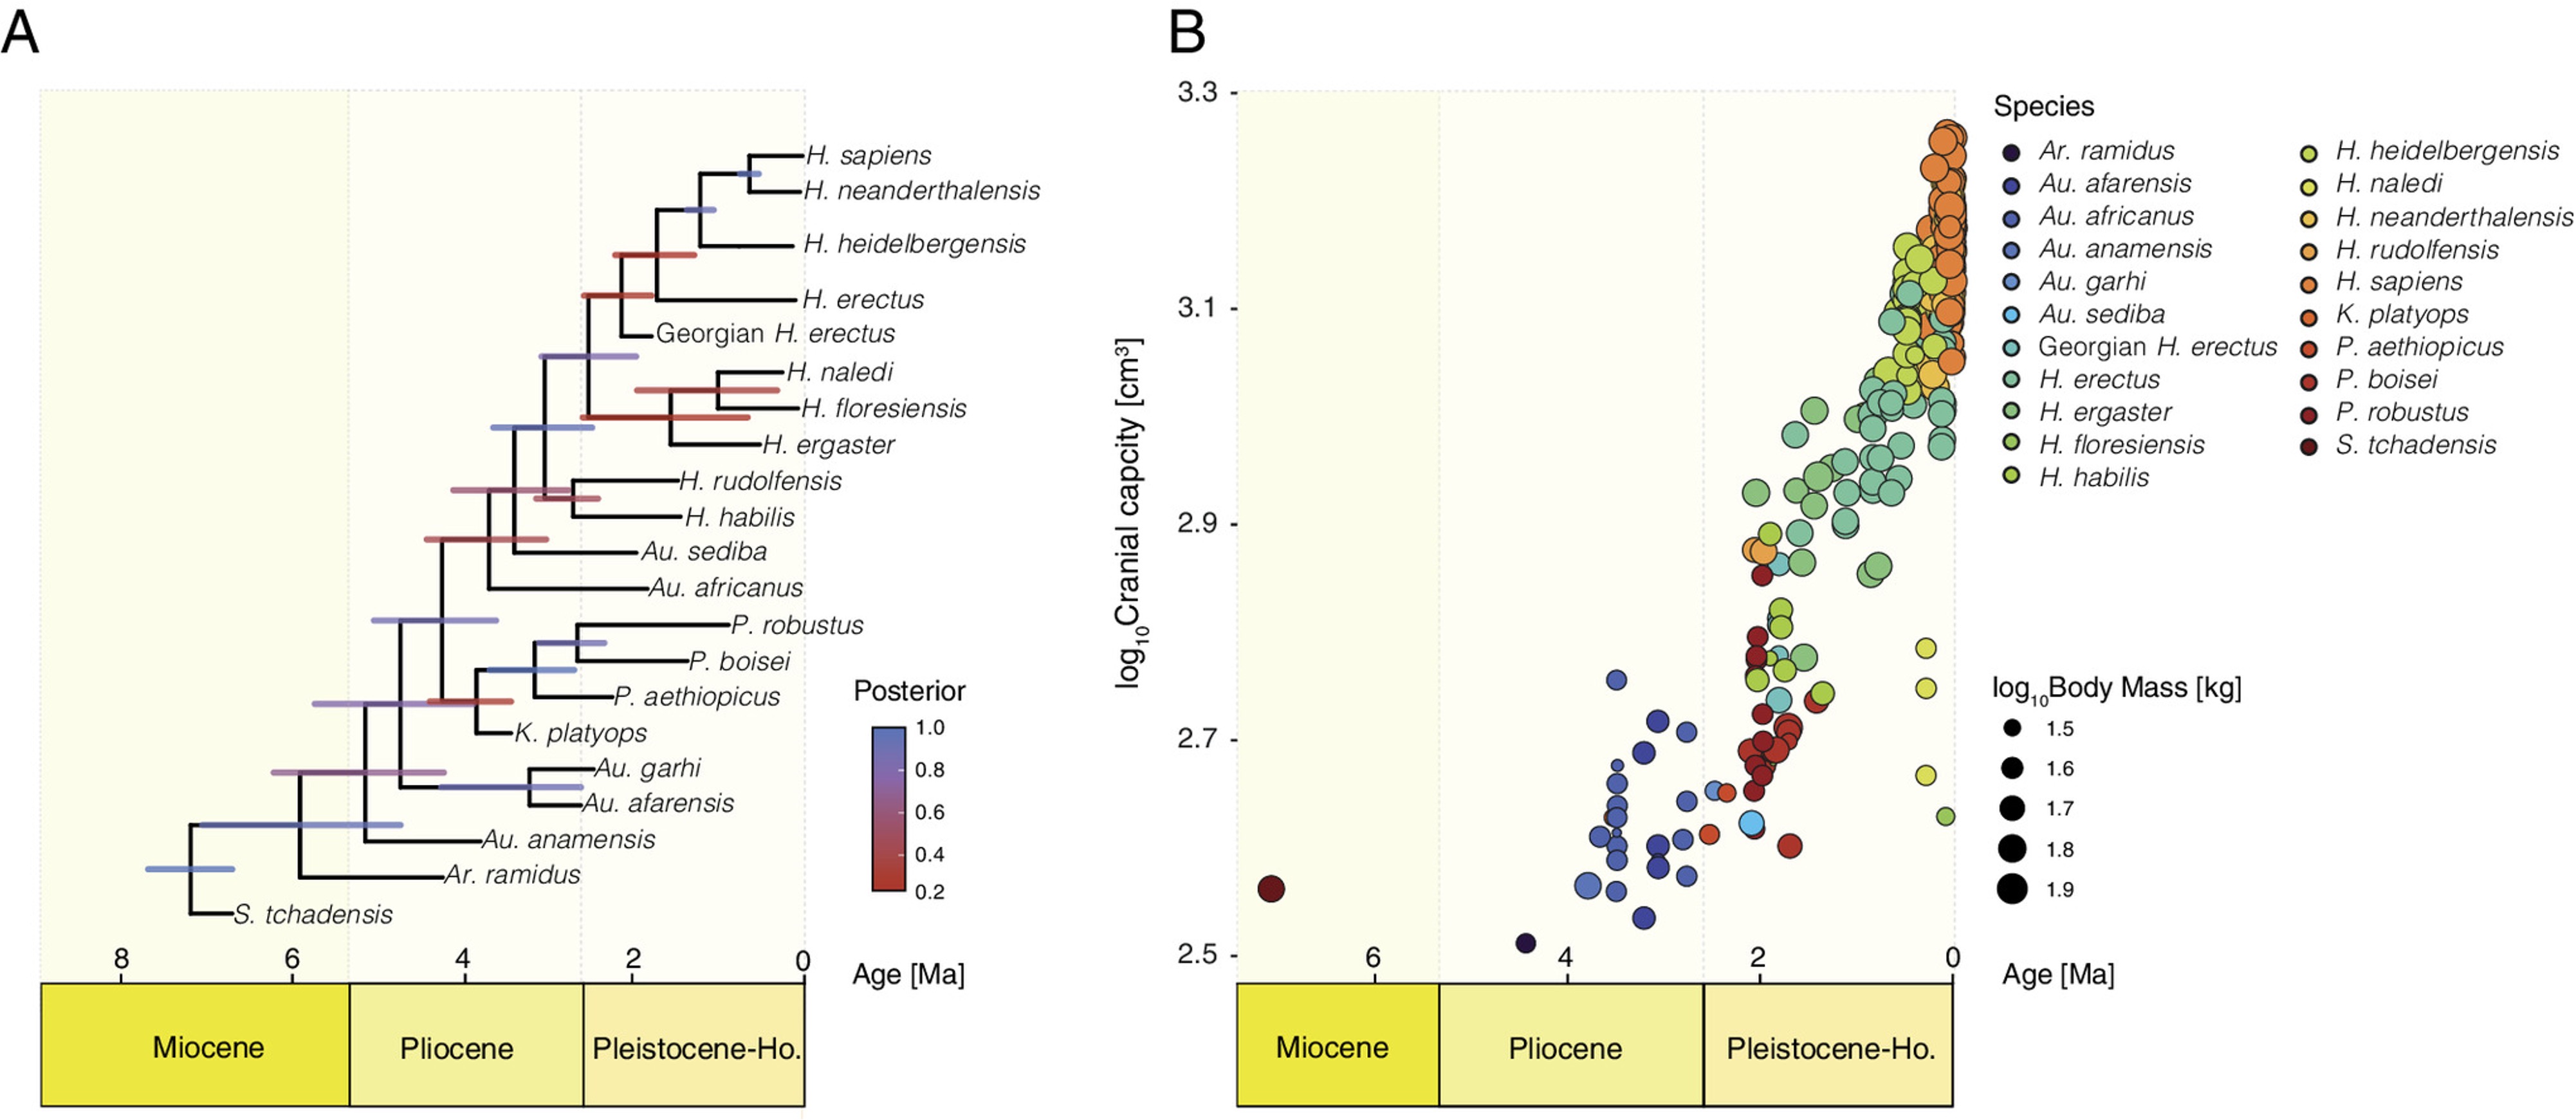 A
H. sapiens
H. neanderthalensis
H. heidelbergensis
H. erectus
Georgian H. erectus
H. naledi
H. floresiensis
H. ergaster
H. rudolfensis
H. habilis
Au. sediba
Au. africanus
P. robustus
P. boisei
P. aethiopicus
K. platyops
Au. garhi
Au. afarensis
Au. anamensis
Ar. ramidus
S. tchadensis
Posterior
1.0
0.8
0.6
0.4
0.2
8 6 4 2 0
Age [Ma]
Miocene Pliocene Pleistocene-Ho.
B
log10Cranial capcity [cm³]
3.3
3.1
2.9
2.7
2.5
6 4 2 0
Age [Ma]
Miocene Pliocene Pleistocene-Ho.
Species
Ar. ramidus
Au. afarensis
Au. africanus
Au. anamensis
Au. garhi
Au. sediba
Georgian H. erectus
H. erectus
H. ergaster
H. floresiensis
H. habilis
H. heidelbergensis
H. naledi
H. neanderthalensis
H. rudolfensis
H. sapiens
K. platyops
P. aethiopicus
P. boisei
P. robustus
S. tchadensis
log10Body Mass [kg]
1.5
1.6
1.7
1.8
1.9